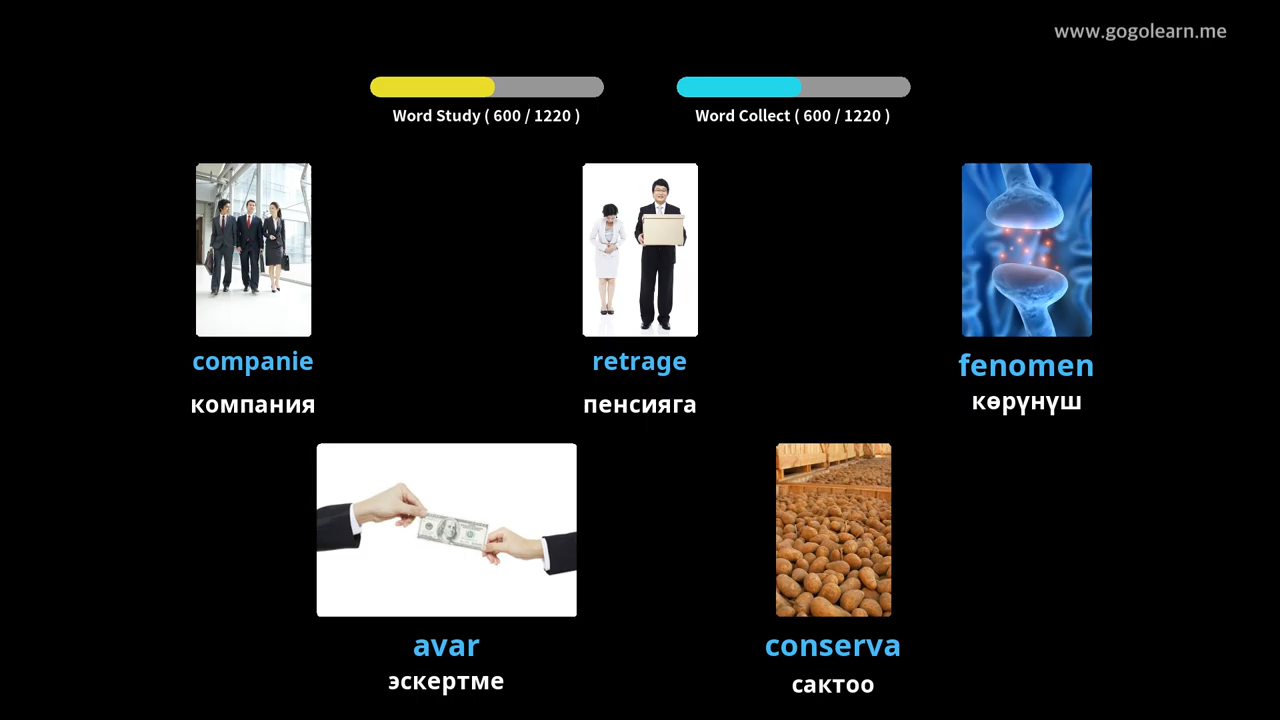 www.gogolearn.me
Word Study ( 600 / 1220 )
Word Collect ( 600 / 1220 )
companie
компания
retrage
пенсияга
fenomen
көрүнүш
avar
эскертме
conserva
сактоо